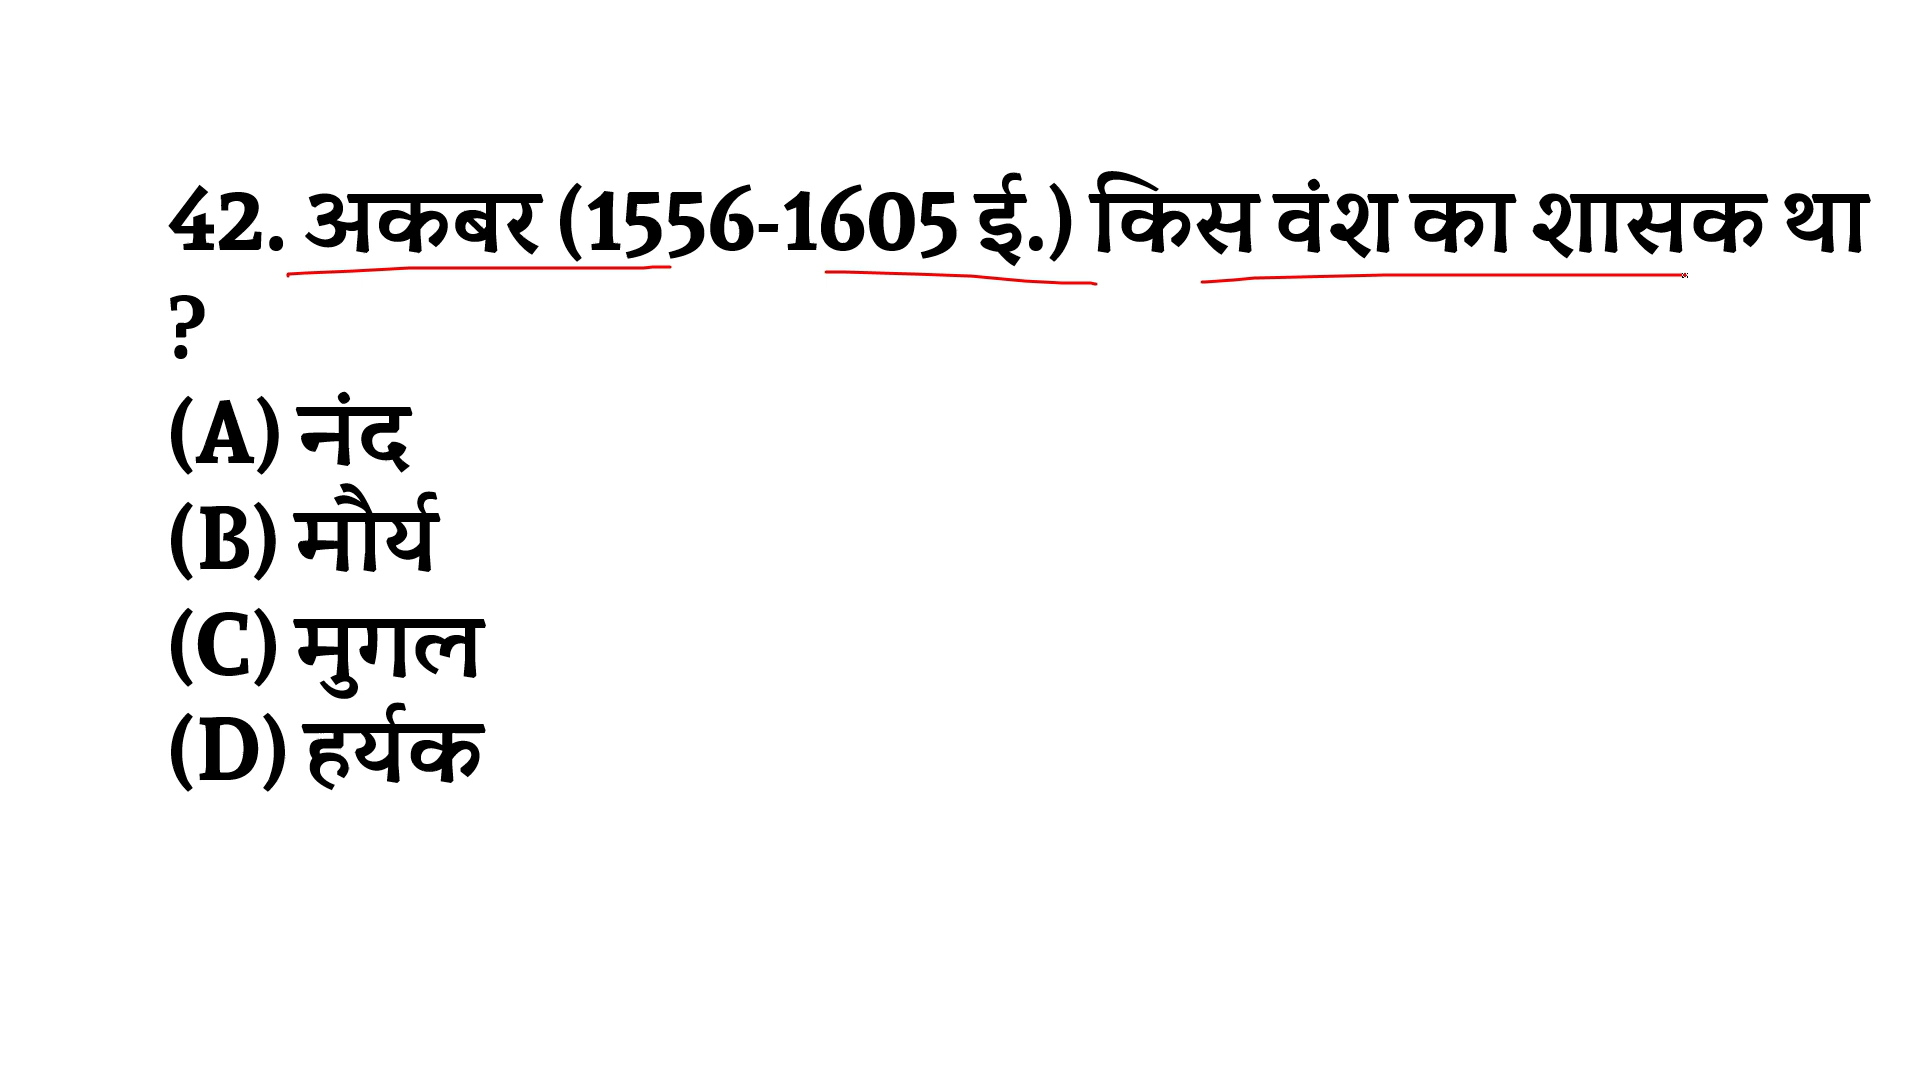 42. अकबर (1556-1605 ई.) किस वंश का शासक था
?
(A) नंद
(B) मौर्य
(C) मुगल
(D) हर्यक